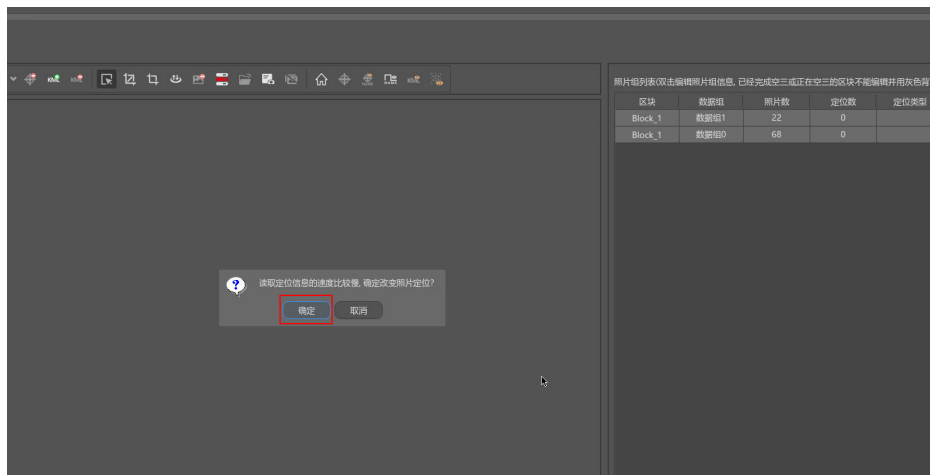 照片组列表(双击编辑照片组信息, 已经完成空三或正在空三的区块不能编辑并用灰色背
区块 数据组 照片数 定位数 定位类型
Block_1 数据组1 22 0
Block_1 数据组0 68 0
读取定位信息的速度比较慢, 确定改变照片定位?
确定 取消